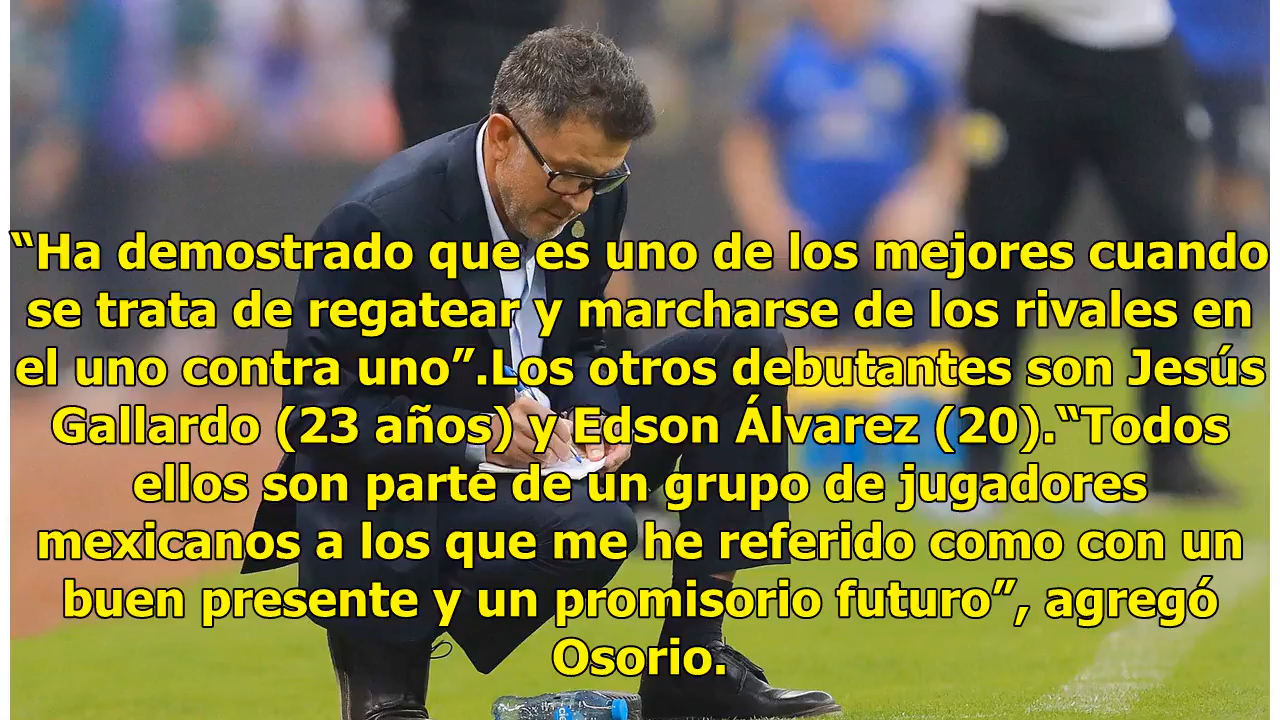 “Ha demostrado que es uno de los mejores cuando
se trata de regatear y marcharse de los rivales en
el uno contra uno”.Los otros debutantes son Jesús
Gallardo (23 años) y Edson Álvarez (20).“Todos
ellos son parte de un grupo de jugadores
mexicanos a los que me he referido como con un
buen presente y un promisorio futuro”, agregó
Osorio.